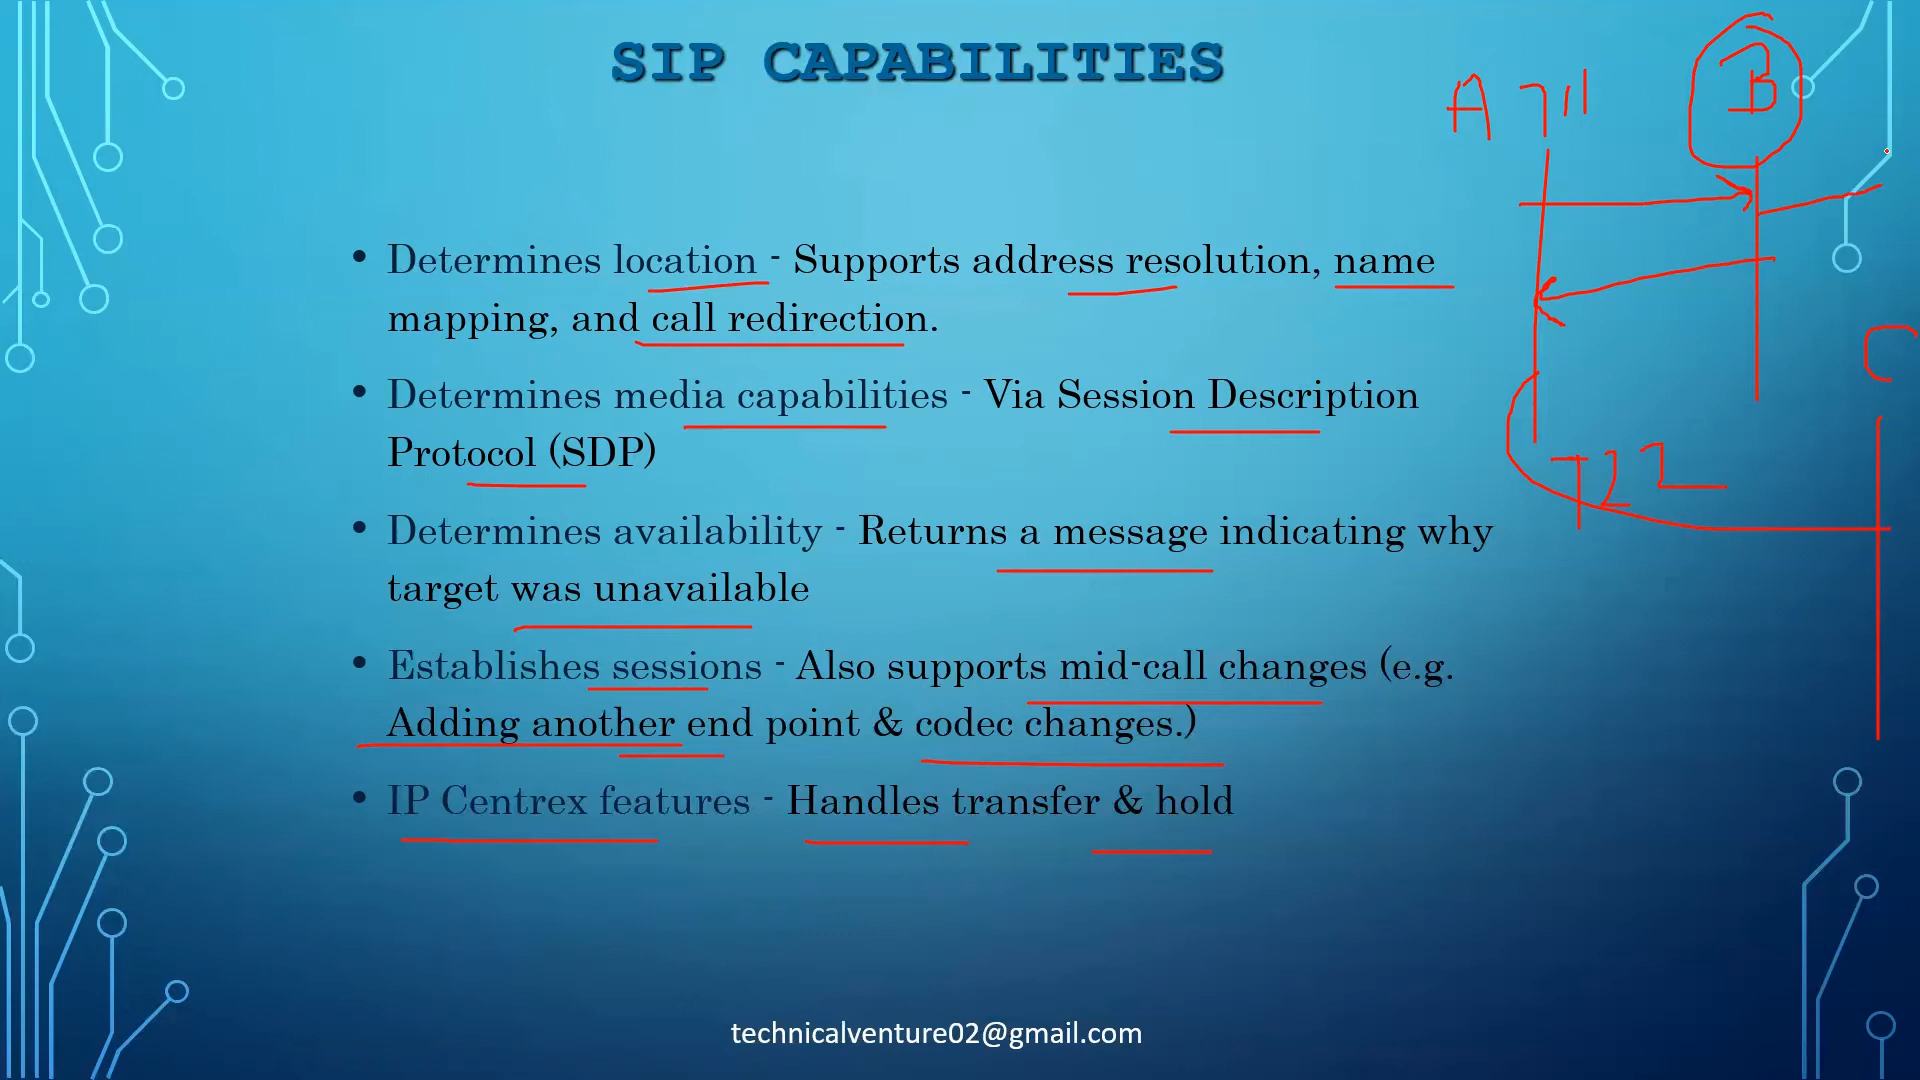 SIP CAPABILITIES
A 711
B
• Determines location - Supports address resolution, name
mapping, and call redirection.
C
• Determines media capabilities - Via Session Description
Protocol (SDP)
722
• Determines availability - Returns a message indicating why
target was unavailable
• Establishes sessions - Also supports mid-call changes (e.g.
Adding another end point & codec changes.)
• IP Centrex features - Handles transfer & hold
technicalventure02@gmail.com